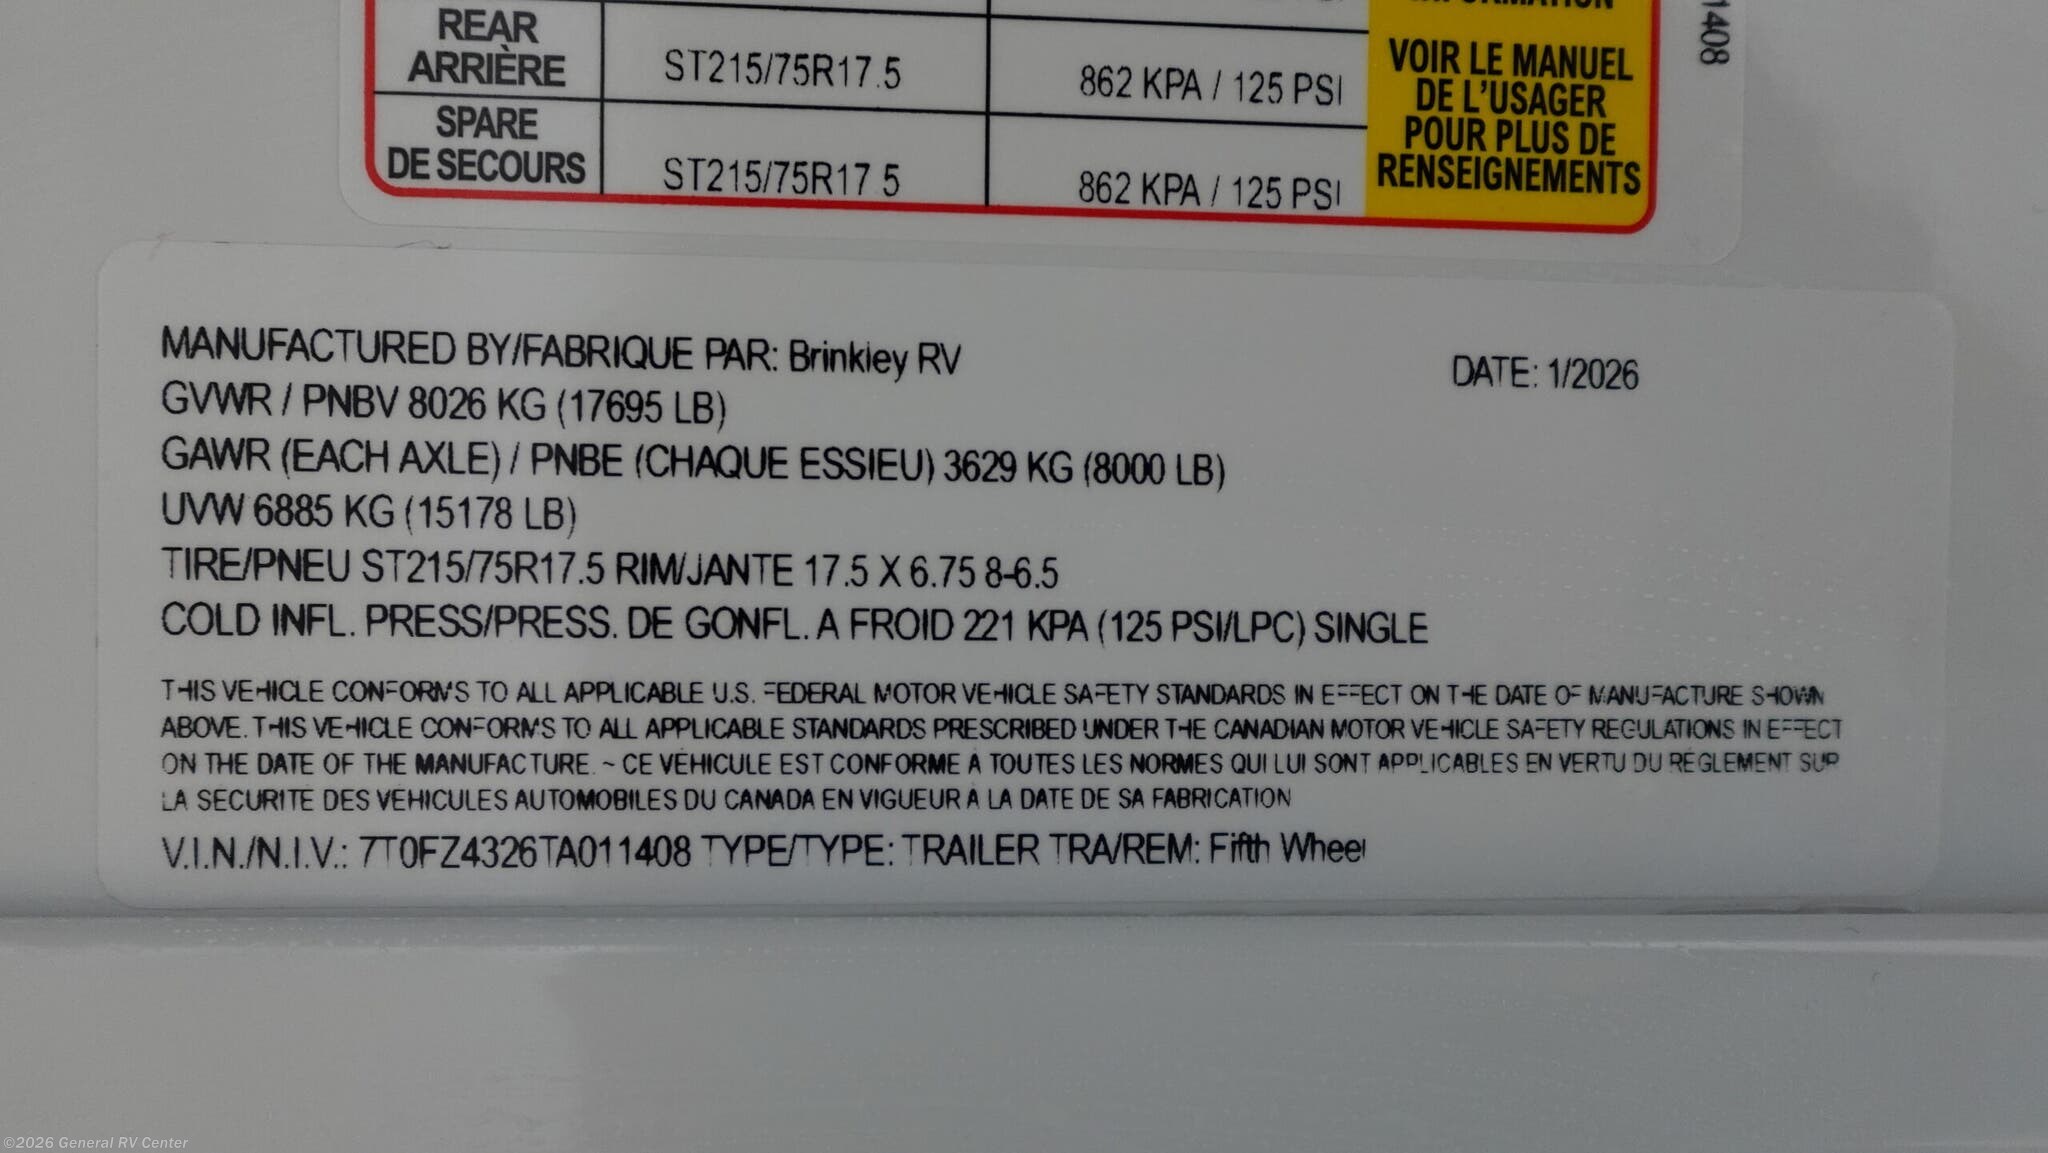 INFORMATION
1408
REAR
ARRIÈRE
ST215/75R17.5
862 KPA / 125 PSI
VOIR LE MANUEL
DE L'USAGER
POUR PLUS DE
RENSEIGNEMENTS
SPARE
DE SECOURS
ST215/75R17 5
862 KPA / 125 PSI
MANUFACTURED BY/FABRIQUE PAR: Brinkley RV
DATE: 1/2026
GVWR / PNBV 8026 KG (17695 LB)
GAWR (EACH AXLE) / PNBE (CHAQUE ESSIEU) 3629 KG (8000 LB)
UVW 6885 KG (15178 LB)
TIRE/PNEU ST215/75R17.5 RIM/JANTE 17.5 X 6.75 8-6.5
COLD INFL. PRESS/PRESS. DE GONFL. A FROID 221 KPA (125 PSI/LPC) SINGLE
THIS VEHICLE CONFORMS TO ALL APPLICABLE U.S. FEDERAL MOTOR VEHICLE SAFETY STANDARDS IN EFFECT ON THE DATE OF MANUFACTURE SHOWN
ABOVE. THIS VEHICLE CONFORMS TO ALL APPLICABLE STANDARDS PRESCRIBED UNDER THE CANADIAN MOTOR VEHICLE SAFETY REGULATIONS IN EFFECT
ON THE DATE OF THE MANUFACTURE. ~ CE VÉHICULE EST CONFORME À TOUTES LES NORMES QUI LUI SONT APPLICABLES EN VERTU DU RÉGLEMENT SUR
LA SÉCURITÉ DES VÉHICULES AUTOMOBILES DU CANADA EN VIGUEUR À LA DATE DE SA FABRICATION
V.I.N./N.I.V.: 7T0FZ4326TA011408 TYPE/TYPE: TRAILER TRA/REM: Fifth Wheel
©2026 General RV Center